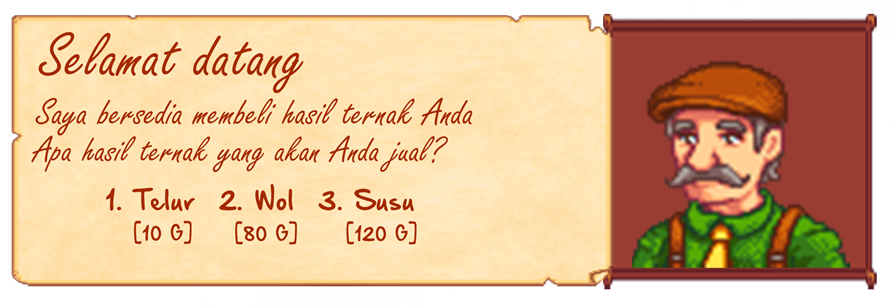 Selamat datang
Saya bersedia membeli hasil ternak Anda
Apa hasil ternak yang akan Anda jual?
1. Telur 2. Wol 3. Susu
[10 G] [80 G] [120 G]